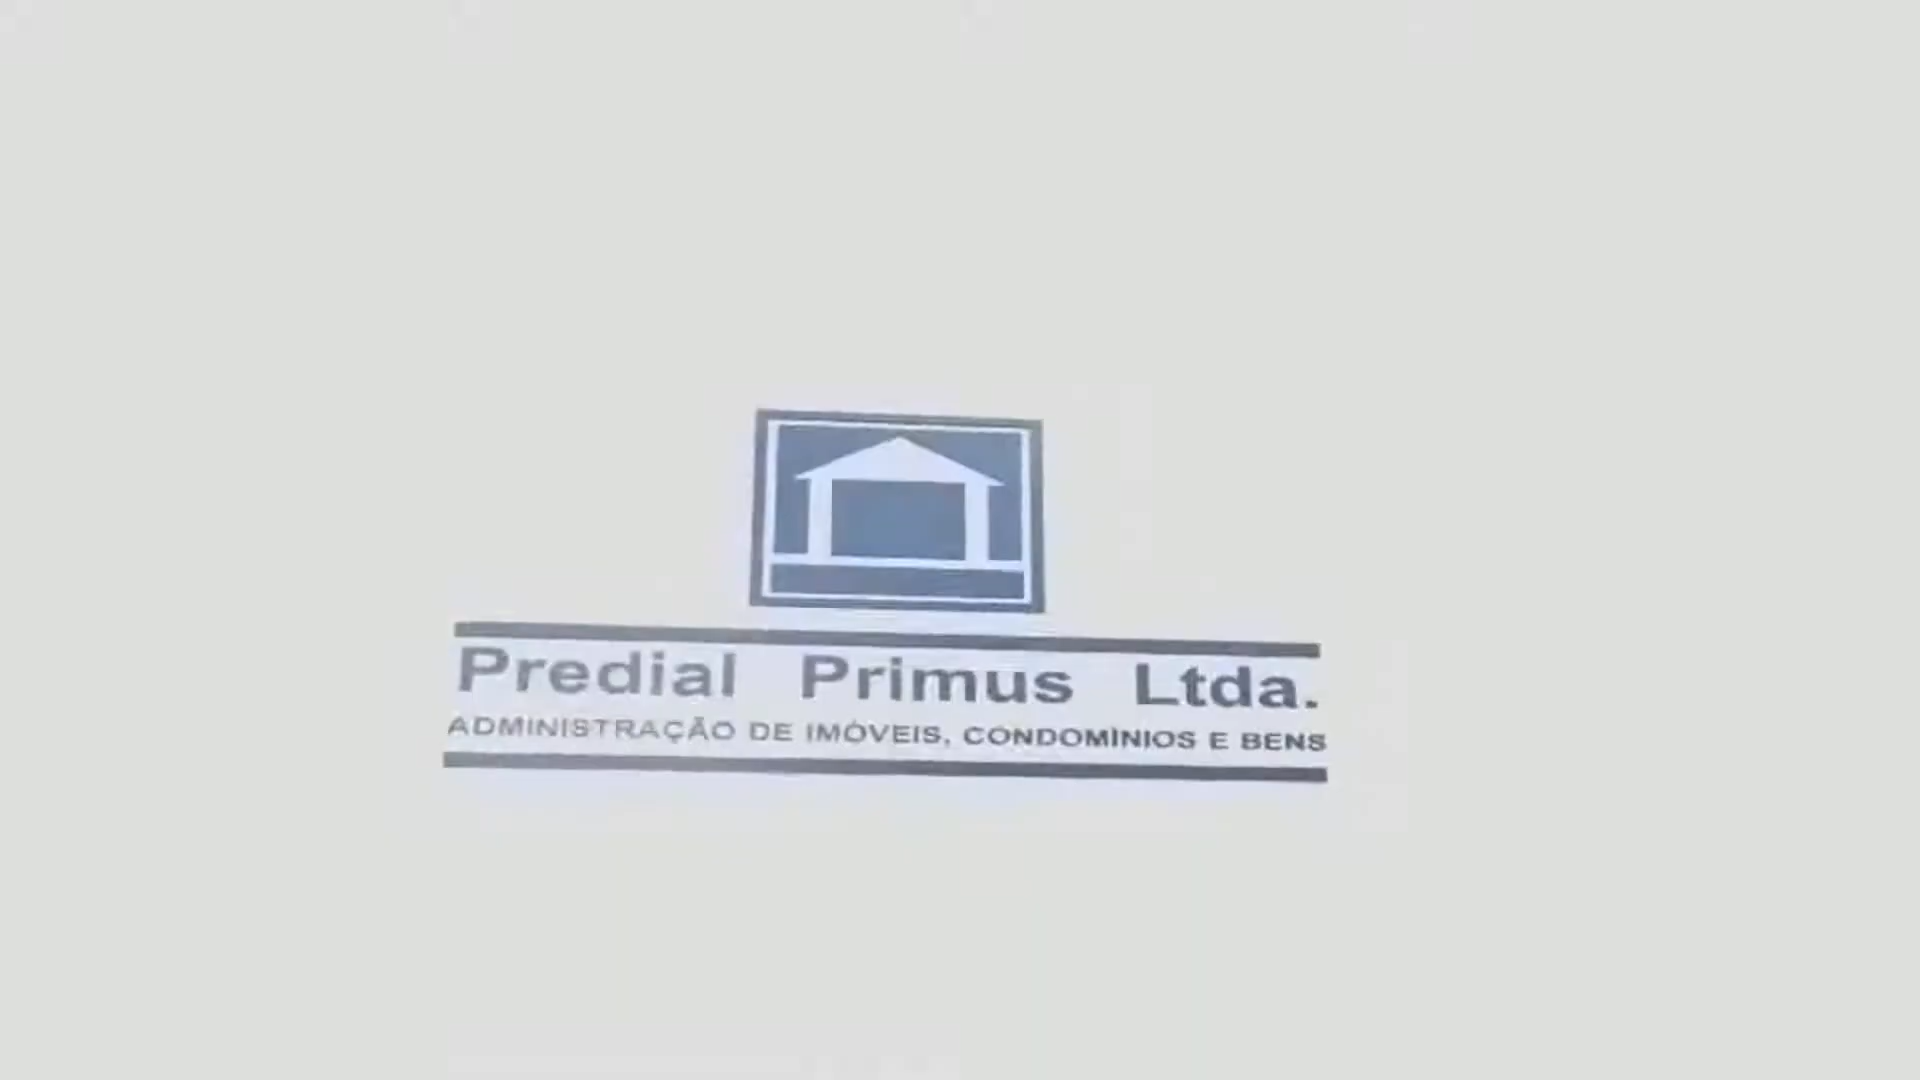 Predial Primus Ltda.
ADMINISTRAÇÃO DE IMÓVEIS, CONDOMÍNIOS E BENS